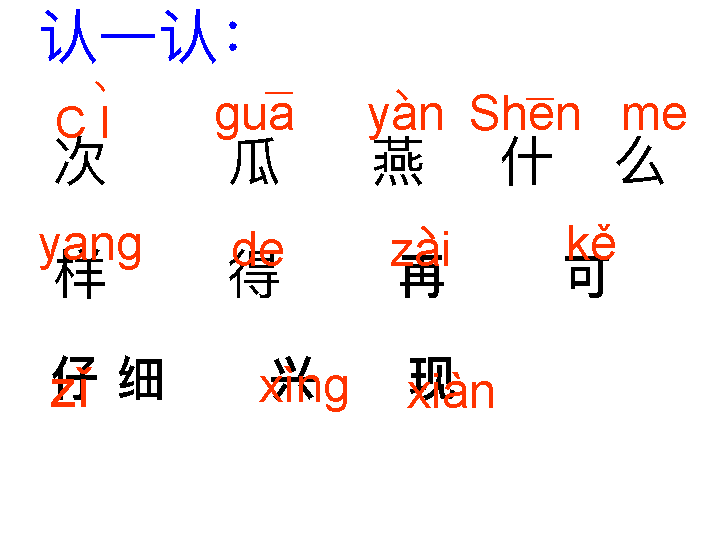 认一认：
cì guā yàn Shēn me
次 瓜 燕 什 么
yang de zài kě
样 得 再 可
仔 细 兴 现
zǐ xìng xiàn